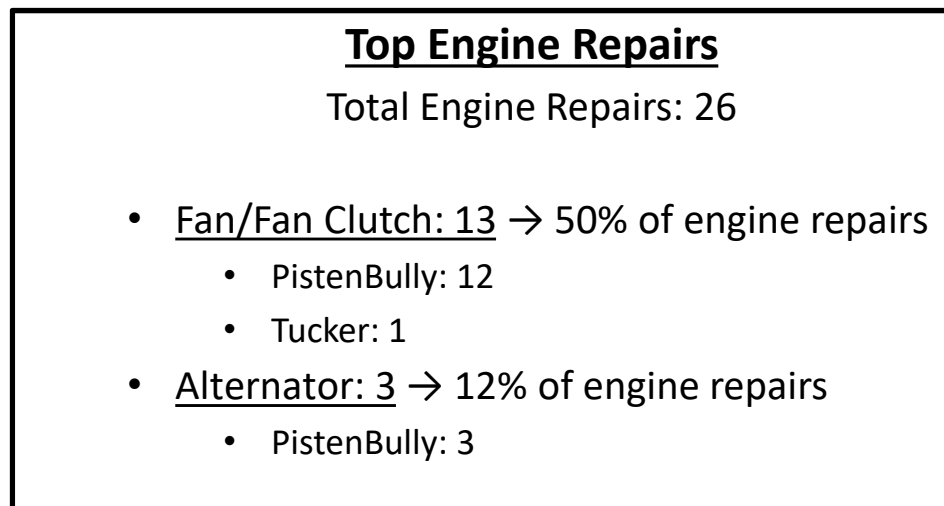 Top Engine Repairs
Total Engine Repairs: 26
• Fan/Fan Clutch: 13 → 50% of engine repairs
• PistenBully: 12
• Tucker: 1
• Alternator: 3 → 12% of engine repairs
• PistenBully: 3